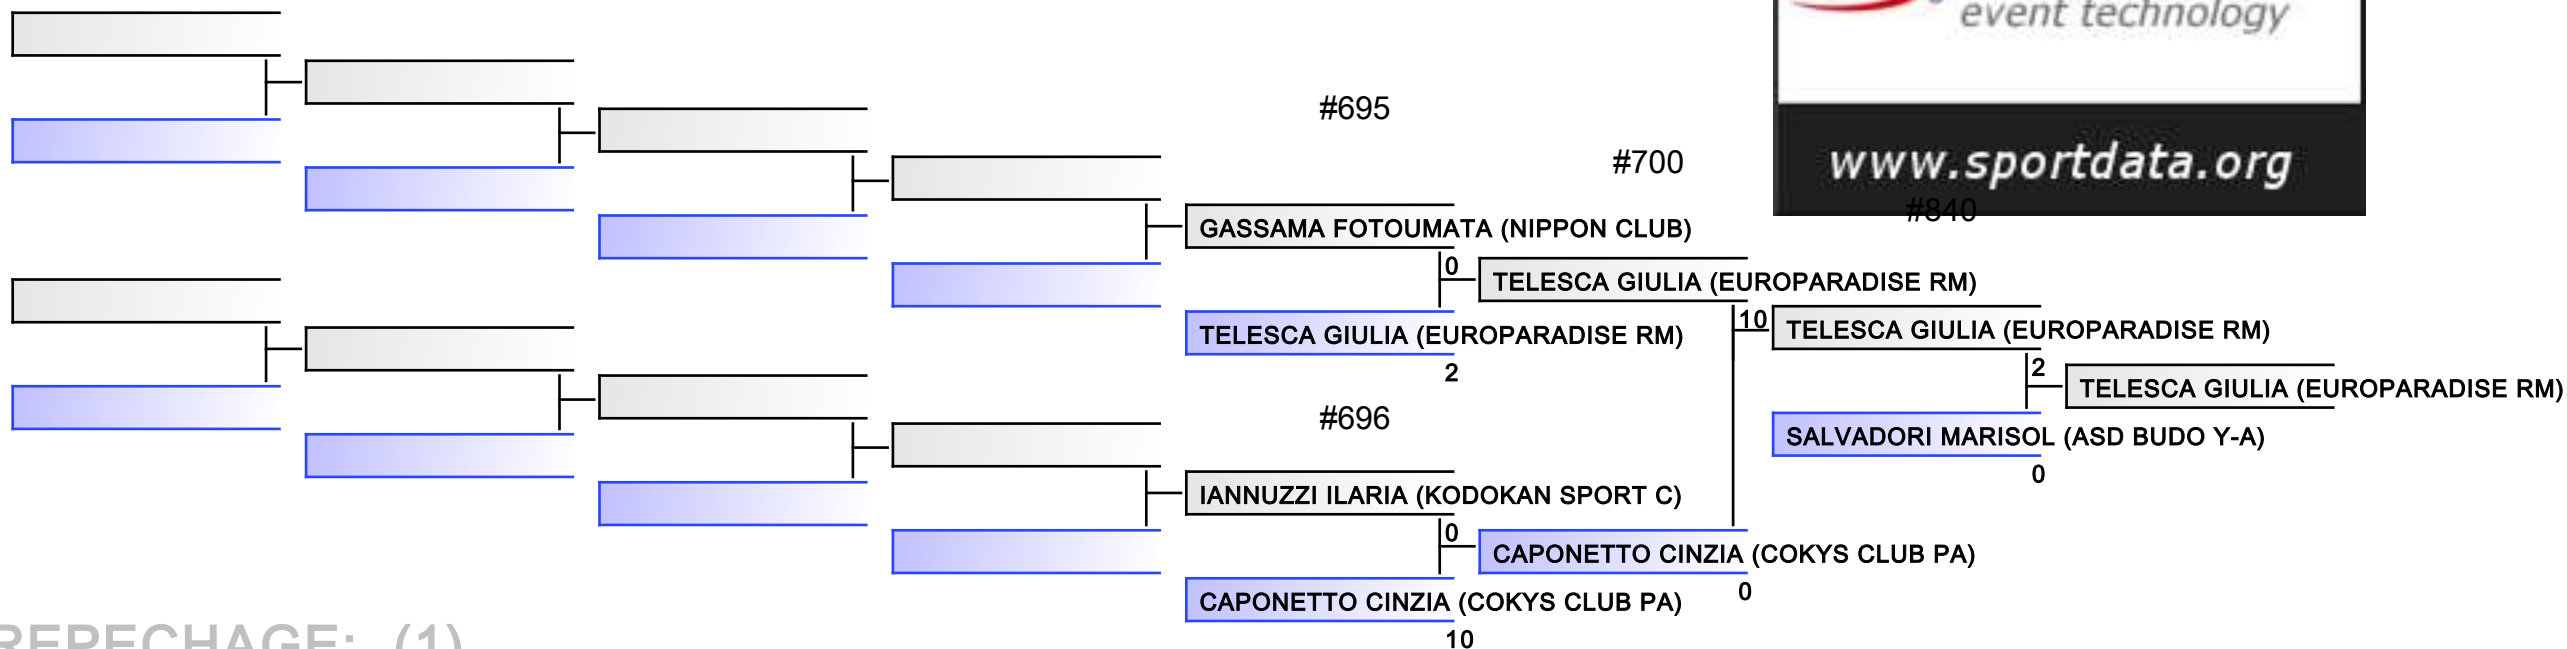 event technology
#695
#700
www.sportdata.org
#840
GASSAMA FOTOUMATA (NIPPON CLUB)
0
TELESCA GIULIA (EUROPARADISE RM)
10
TELESCA GIULIA (EUROPARADISE RM)
TELESCA GIULIA (EUROPARADISE RM)
2
2
TELESCA GIULIA (EUROPARADISE RM)
#696
SALVADORI MARISOL (ASD BUDO Y-A)
0
IANNUZZI ILARIA (KODOKAN SPORT C)
0
CAPONETTO CINZIA (COKYS CLUB PA)
0
CAPONETTO CINZIA (COKYS CLUB PA)
10
REPECHAGE: (1)